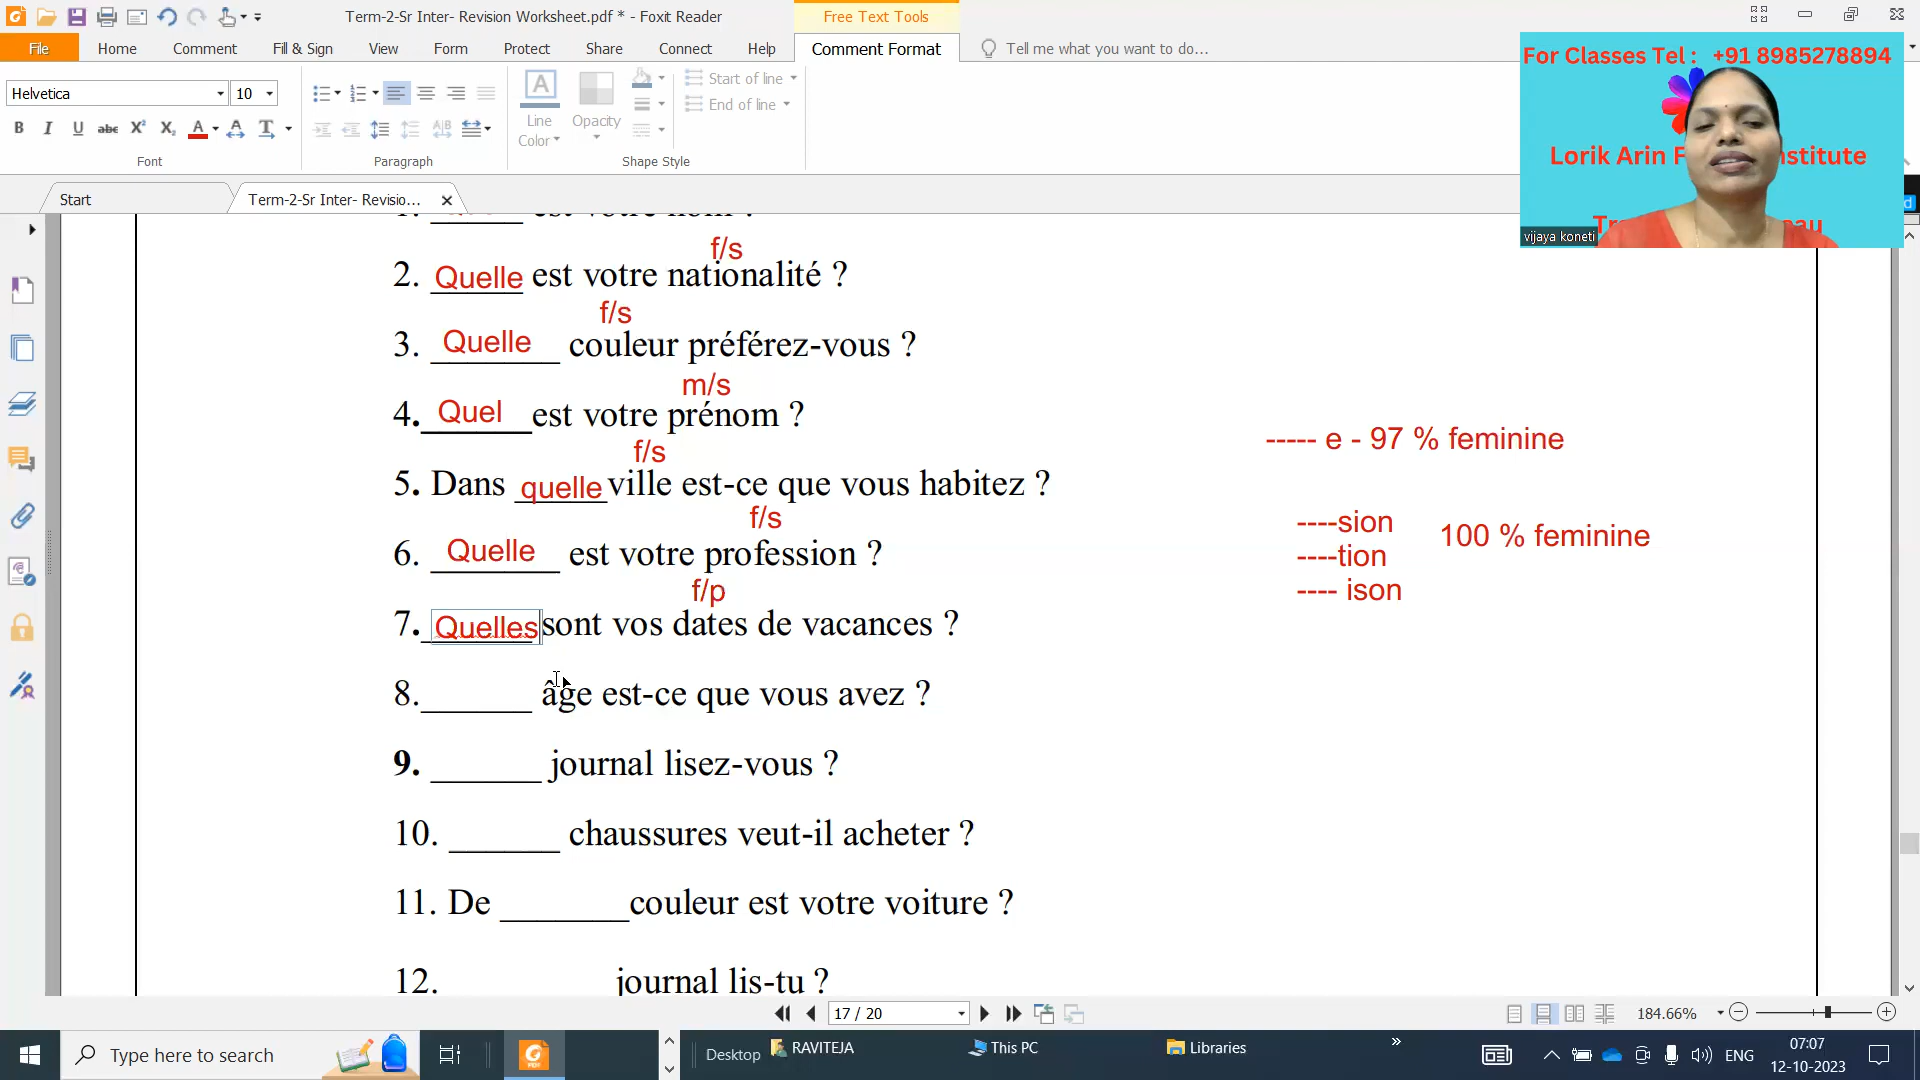 Term-2-Sr Inter- Revision Worksheet.pdf * - Foxit Reader
Free Text Tools
File Home Comment Fill & Sign View Form Protect Share Connect Help Comment Format Tell me what you want to do...
For Classes Tel : +91 8985278894
Helvetica 10
Start of line
End of line
B I U abc X² X₂ A A T
Line Color
Opacity
Font Paragraph Shape Style
Lorik Arin
vijaya koneti
Start Term-2-Sr Inter- Revisio...
f/s
2. Quelle est votre nationalité ?
f/s
3. Quelle couleur préférez-vous ?
m/s
4. Quel est votre prénom ?
----- e - 97 % feminine
f/s
5. Dans quelle ville est-ce que vous habitez ?
f/s
----sion
----tion
---- ison
100 % feminine
6. Quelle est votre profession ?
f/p
7. Quelles sont vos dates de vacances ?
8.______ âge est-ce que vous avez ?
9. ______ journal lisez-vous ?
10. ______ chaussures veut-il acheter ?
11. De _______couleur est votre voiture ?
12. journal lis-tu ?
17 / 20
184.66%
Type here to search
Desktop RAVITEJA This PC Libraries
ENG
07:07
12-10-2023